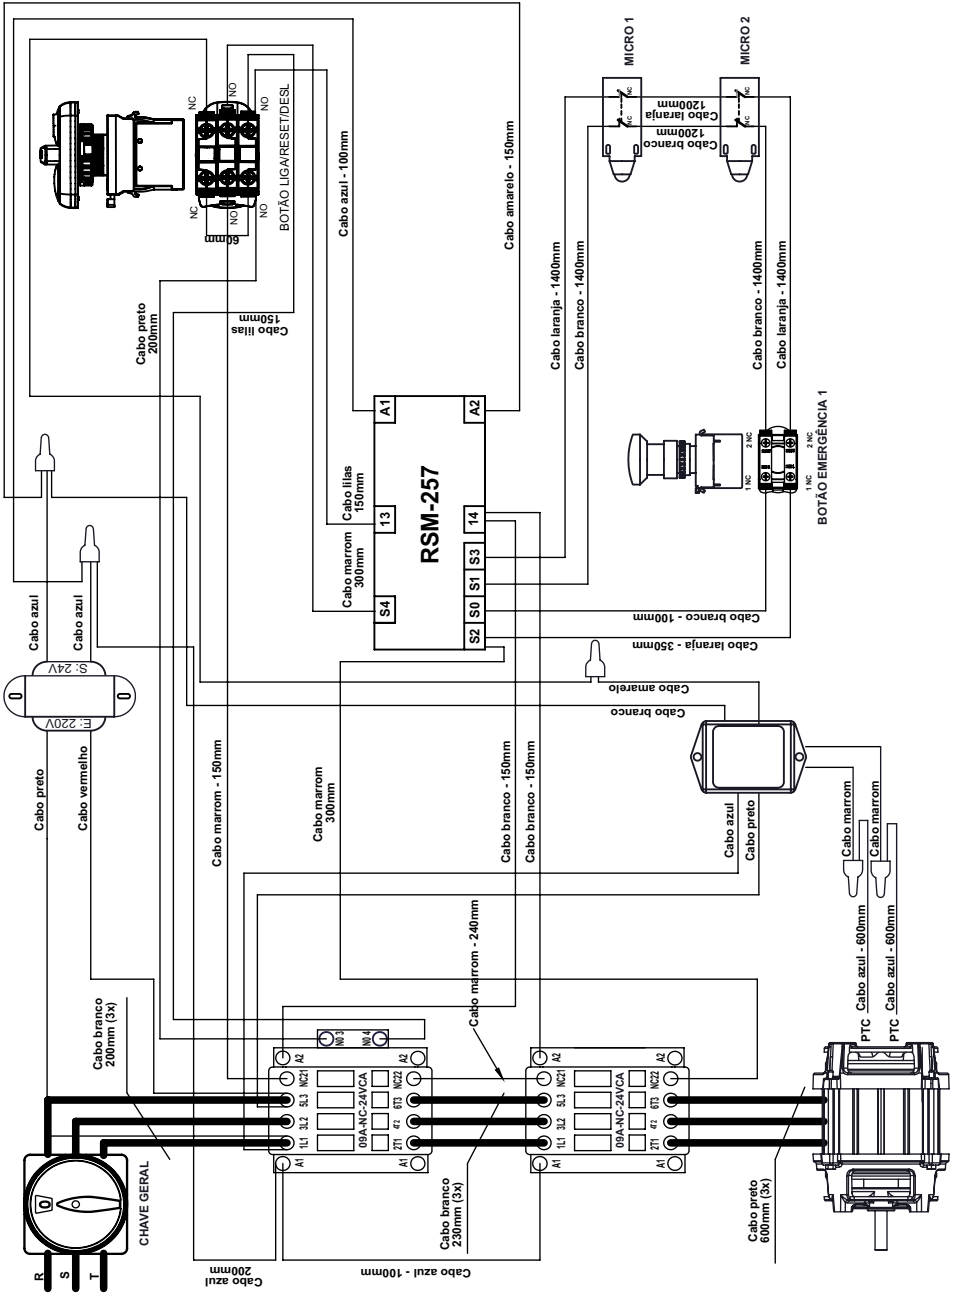 MICRO 1
MICRO 2
NC
NO
NO
NC
NC
NC
NC
Cabo laranja
1200mm
Cabo branco
1200mm
NC
NO
NO
BOTÃO LIGA/RESET/DESL
60mm
Cabo azul - 100mm
Cabo amarelo - 150mm
Cabo preto
200mm
Cabo lilas
150mm
Cabo laranja - 1400mm
Cabo branco - 1400mm
Cabo branco - 1400mm
Cabo laranja - 1400mm
A1
A2
RSM-257
13
14
S3
S1
S0
S2
S4
Cabo lilas
150mm
Cabo marrom
300mm
1 NC
2 NC
1 NC
2 NC
BOTÃO EMERGÊNCIA 1
Cabo branco - 100mm
Cabo laranja - 350mm
Cabo azul
Cabo azul
S: 24V
E: 220V
Cabo preto
Cabo vermelho
Cabo amarelo
Cabo branco
Cabo marrom - 150mm
Cabo marrom
300mm
Cabo branco - 150mm
Cabo branco - 150mm
Cabo azul
Cabo preto
Cabo marrom
Cabo marrom
Cabo azul - 600mm
Cabo azul - 600mm
PTC
PTC
Cabo marrom - 240mm
Cabo branco
200mm (3x)
NO 3
NO 4
A2
A2
NC21
NC22
5L3
6T3
3L2
4T2
1L1
2T1
A1
A1
09A-NC-24VCA
A2
A2
NC21
NC22
5L3
6T3
3L2
4T2
1L1
2T1
A1
A1
09A-NC-24VCA
0
CHAVE GERAL
R
S
T
Cabo branco
230mm (3x)
Cabo preto
600mm (3x)
Cabo azul
200mm
Cabo azul - 100mm